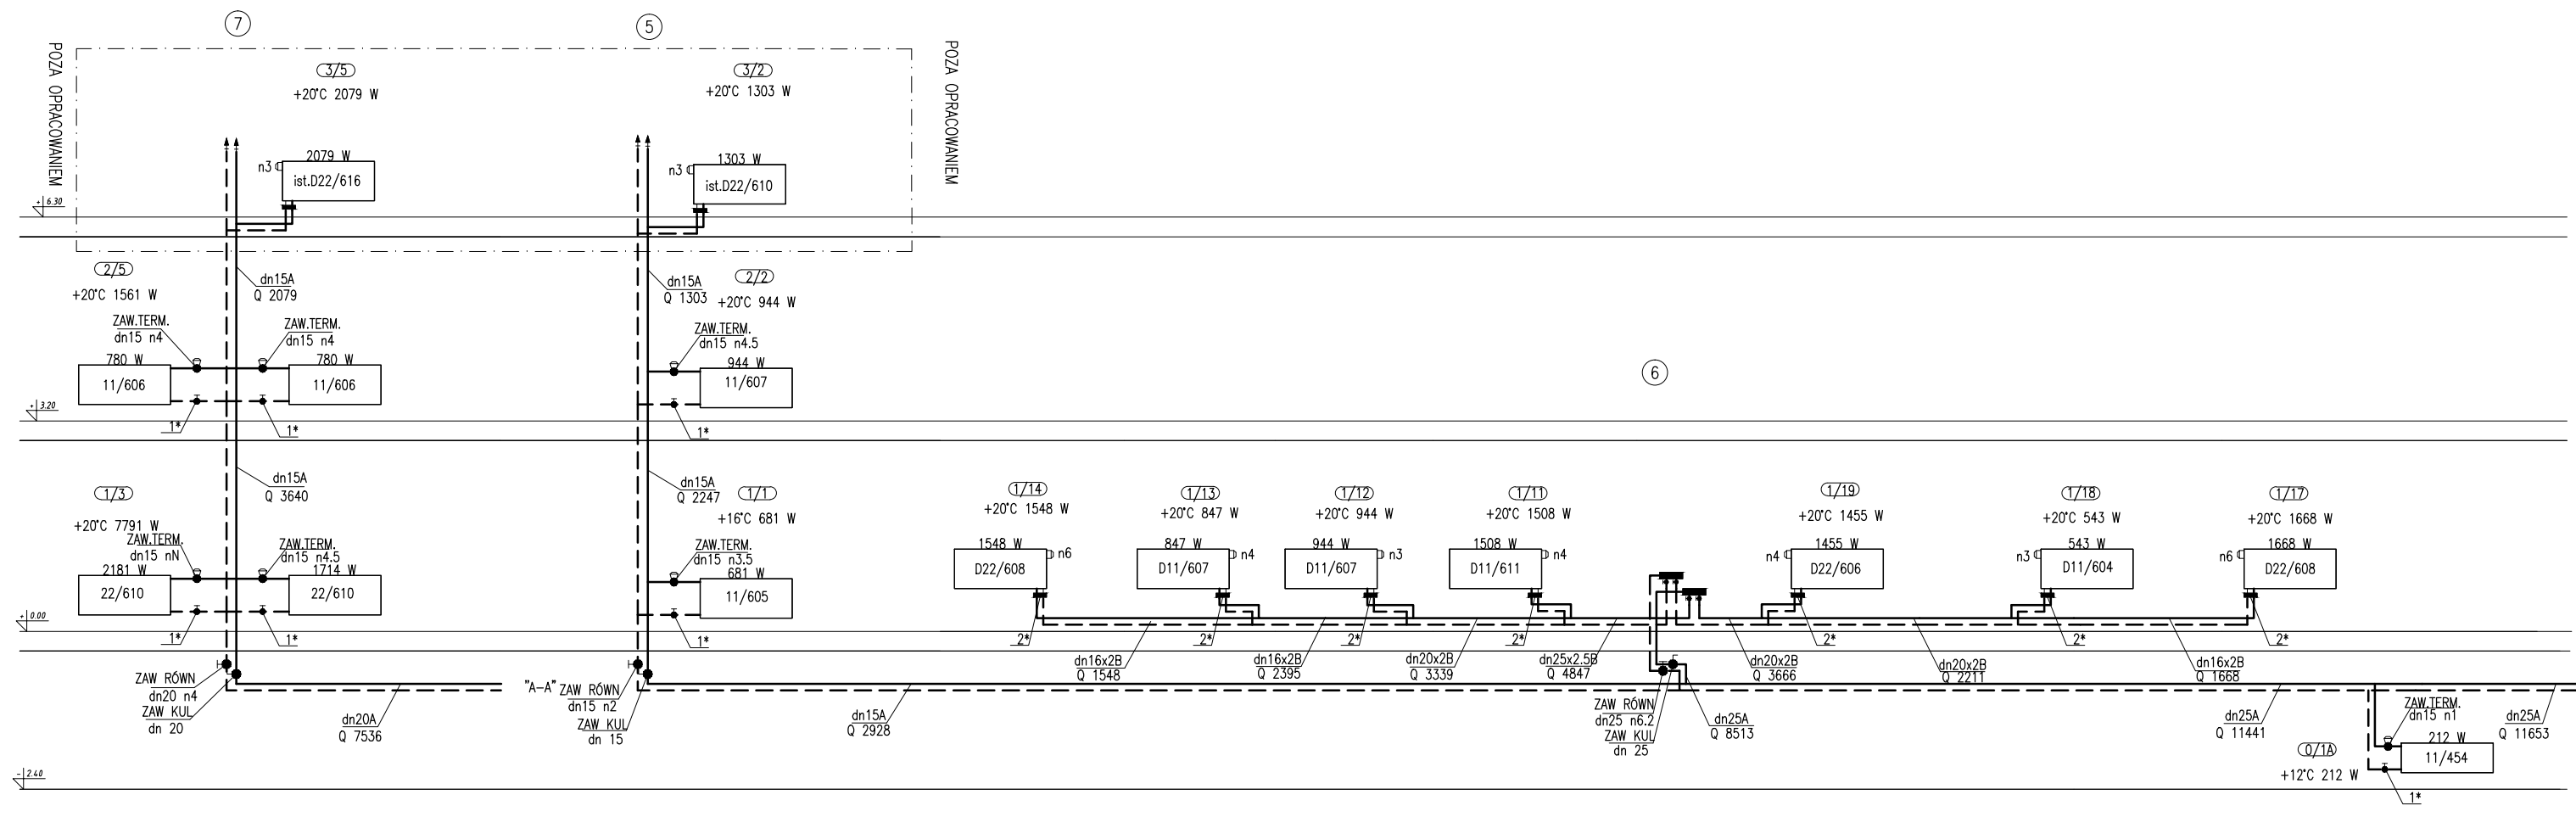 7
5
POZA OPRACOWANIEM
POZA OPRACOWANIEM
3/5
+20°C 2079 W
3/2
+20°C 1303 W
2079 W
n3
ist.D22/616
1303 W
n3
ist.D22/610
+ 6.30
2/5
+20°C 1561 W
dn15A
Q 2079
2/2
+20°C 944 W
dn15A
Q 1303
ZAW.TERM.
dn15 n4
ZAW.TERM.
dn15 n4
ZAW.TERM.
dn15 n4.5
780 W
11/606
780 W
11/606
944 W
11/607
6
+ 3.20
1*
1*
1*
dn15A
Q 3640
dn15A
Q 2247
1/3
+20°C 7791 W
1/1
+16°C 681 W
1/14
+20°C 1548 W
1/13
+20°C 847 W
1/12
+20°C 944 W
1/11
+20°C 1508 W
1/19
+20°C 1455 W
1/18
+20°C 543 W
1/17
+20°C 1668 W
ZAW.TERM.
dn15 nN
ZAW.TERM.
dn15 n4.5
ZAW.TERM.
dn15 n3.5
2181 W
22/610
1714 W
22/610
681 W
11/605
1548 W
D22/608
n6
847 W
D11/607
n4
944 W
D11/607
n3
1508 W
D11/611
n4
1455 W
n4
D22/606
543 W
n3
D11/604
1668 W
n6
D22/608
+ 0.00
1*
1*
1*
2*
2*
2*
2*
2*
2*
2*
dn16x2B
Q 1548
dn16x2B
Q 2395
dn20x2B
Q 3339
dn25x2.5B
Q 4847
dn20x2B
Q 3666
dn20x2B
Q 2211
dn16x2B
Q 1668
ZAW RÓWN
dn20 n4
ZAW KUL
dn 20
"A-A"
ZAW RÓWN
dn15 n2
ZAW KUL
dn 15
dn20A
Q 7536
dn15A
Q 2928
ZAW RÓWN
dn25 n6.2
ZAW KUL
dn 25
dn25A
Q 8513
dn25A
Q 11441
ZAW.TERM.
dn15 n1
dn25A
Q 11653
0/1A
+12°C 212 W
212 W
11/454
1*
- 2.40